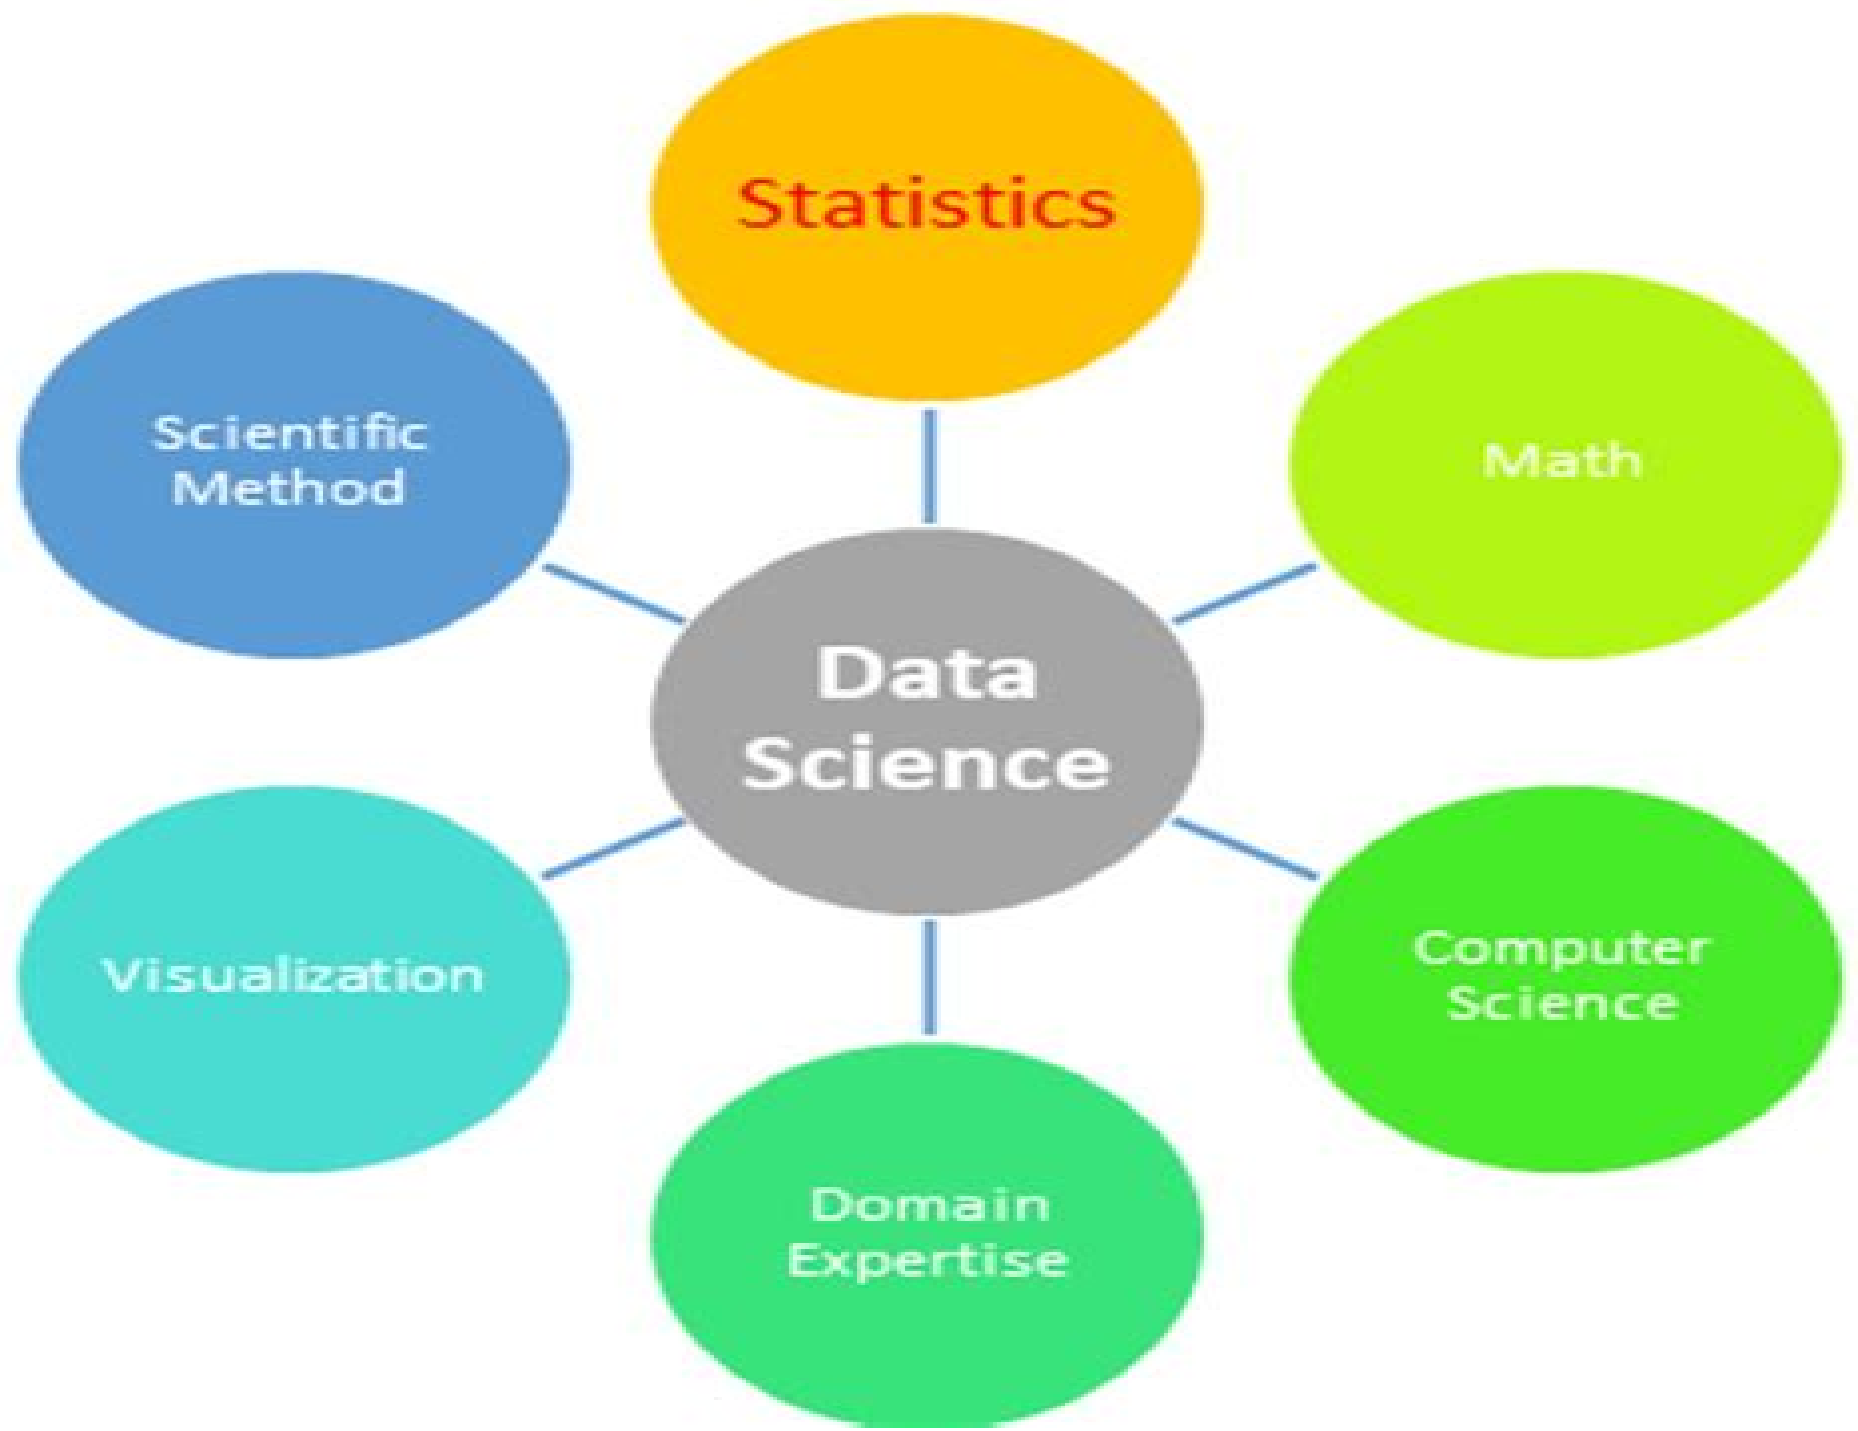 Statistics
Scientific
Method
Math
Data
Science
Visualization
Computer
Science
Domain
Expertise